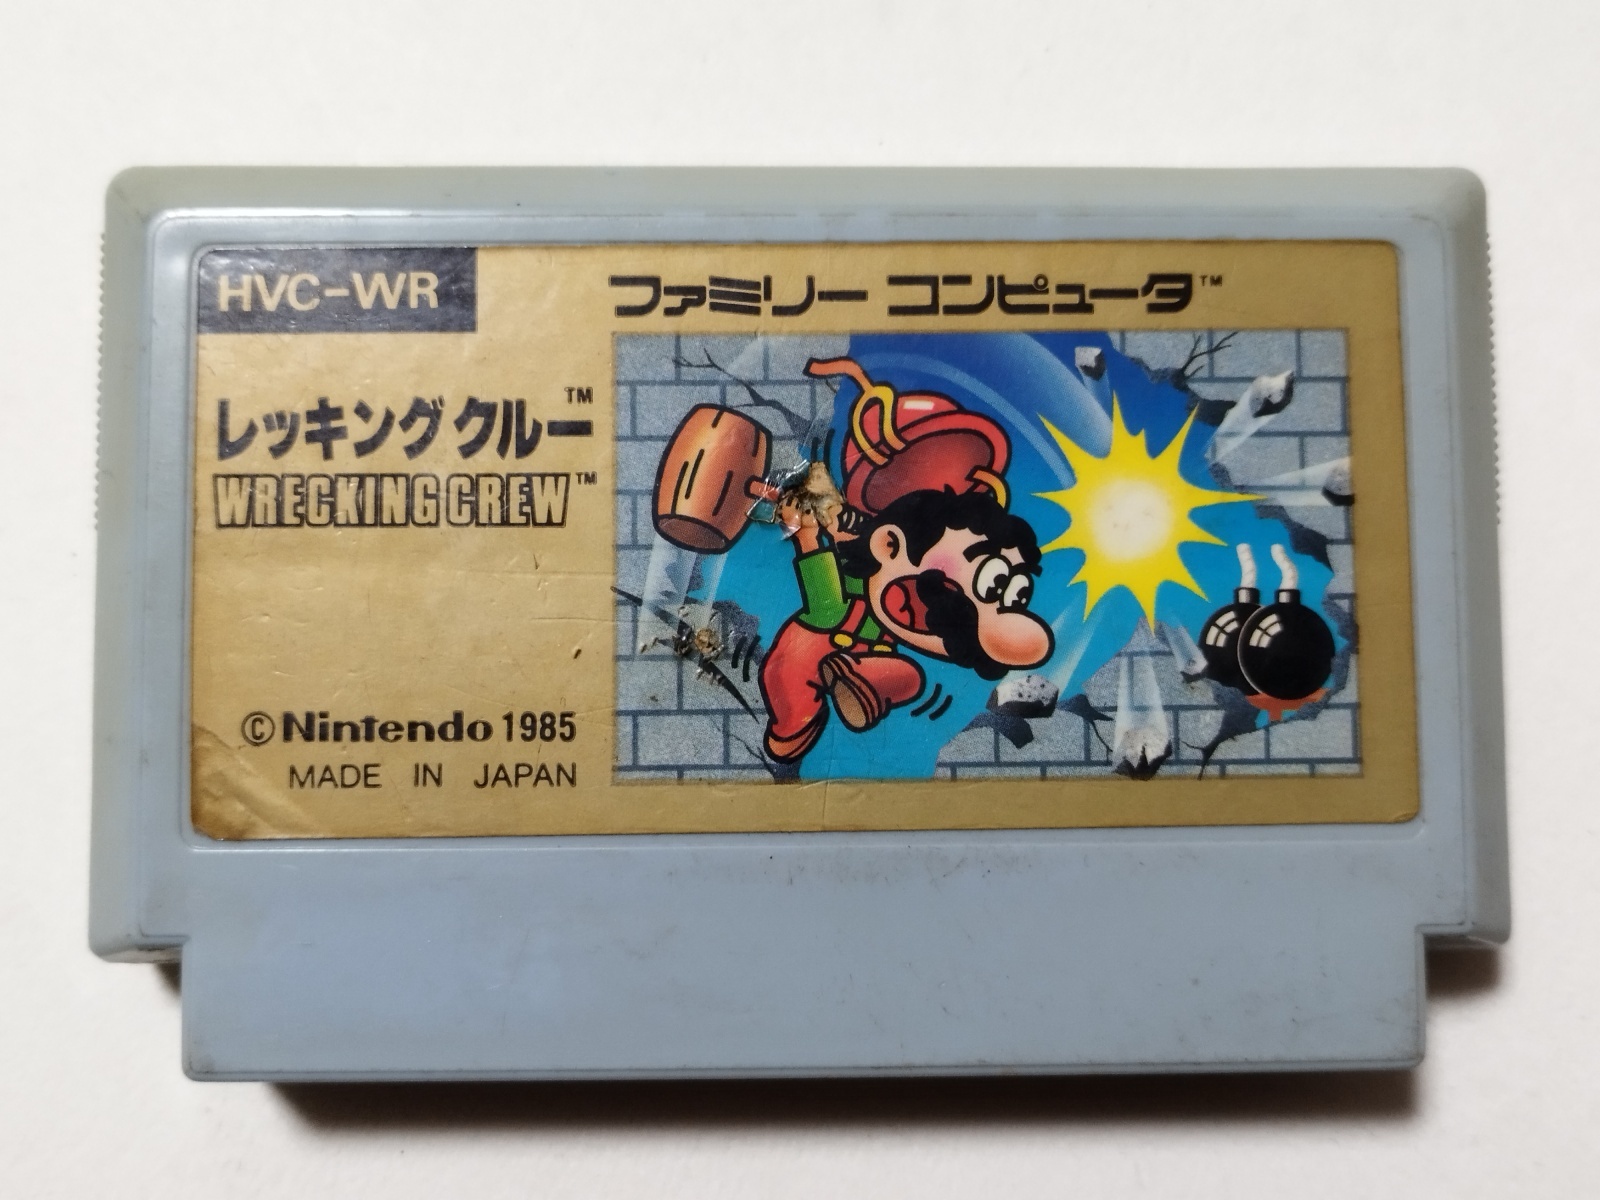 HVC-WR
ファミリー コンピュータ™
レッキングクルー™
WRECKING CREW™
©Nintendo 1985
MADE IN JAPAN